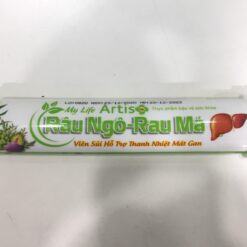 My Life Artiso Thực phẩm bảo vệ sức khỏe
Râu Ngô-Rau Má
Viên Sủi Hỗ Trợ Thanh Nhiệt Mát Gan